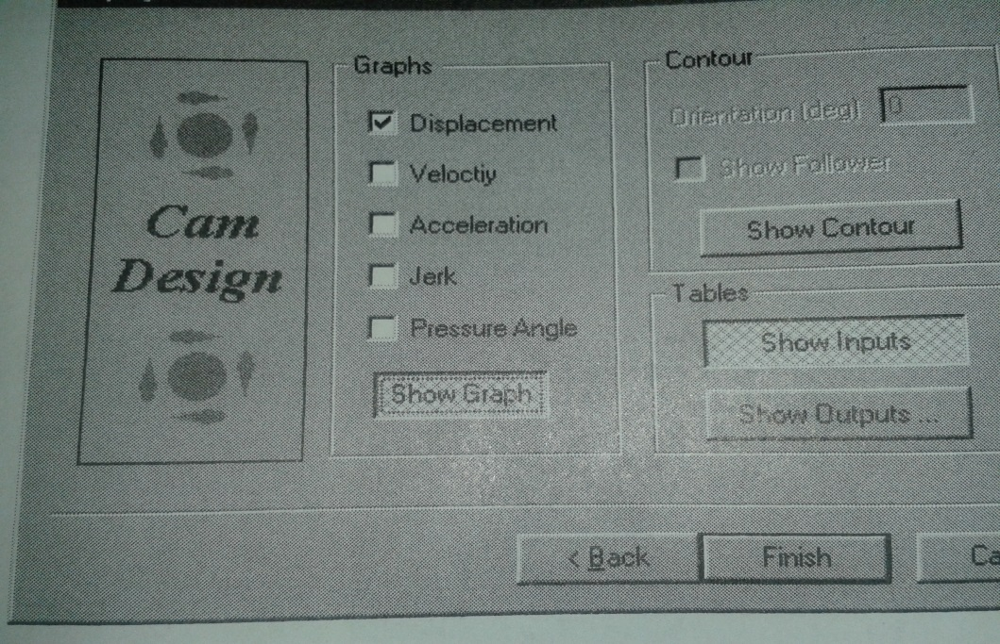 Cam
Design
Graphs
Displacement
Veloctiy
Acceleration
Jerk
Pressure Angle
Show Graph
Contour
Orientation (deg) 0
Show Follower
Show Contour
Tables
Show Inputs
Show Outputs ...
< Back
Finish